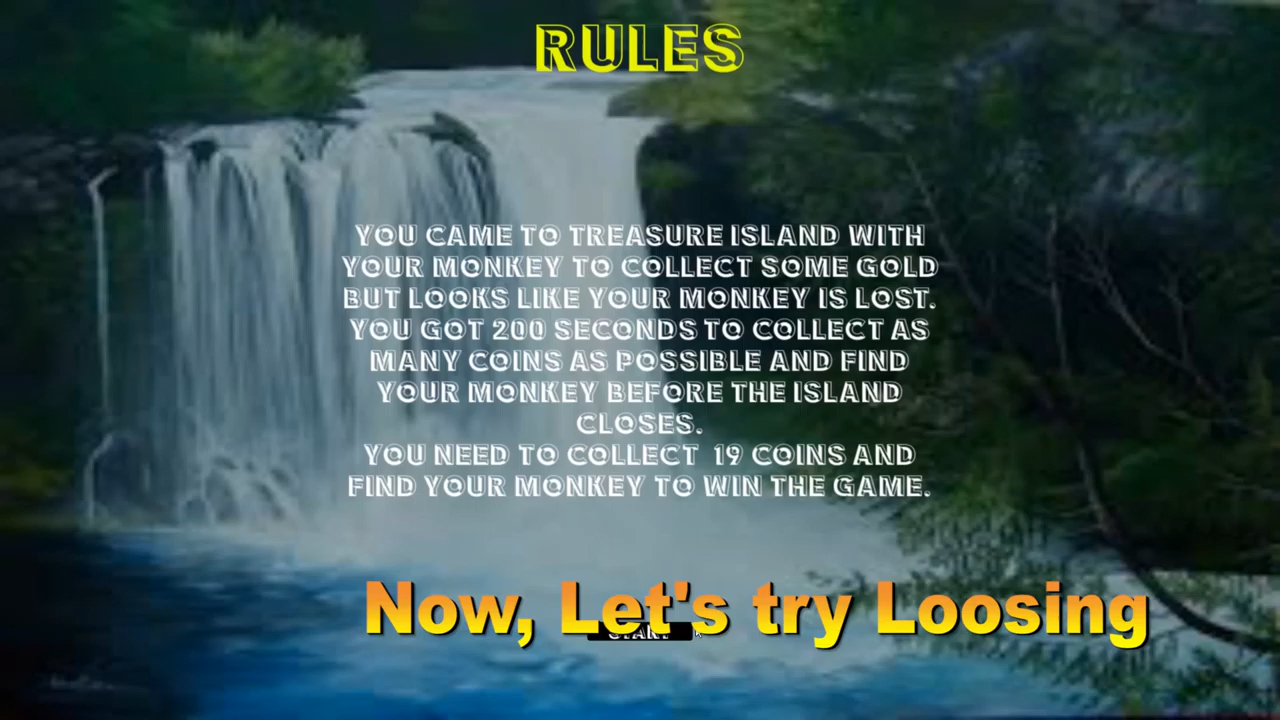 RULES
YOU CAME TO TREASURE ISLAND WITH
YOUR MONKEY TO COLLECT SOME GOLD
BUT LOOKS LIKE YOUR MONKEY IS LOST.
YOU GOT 200 SECONDS TO COLLECT AS
MANY COINS AS POSSIBLE AND FIND
YOUR MONKEY BEFORE THE ISLAND
CLOSES.
YOU NEED TO COLLECT 19 COINS AND
FIND YOUR MONKEY TO WIN THE GAME.
Now, Let's try Loosing
START